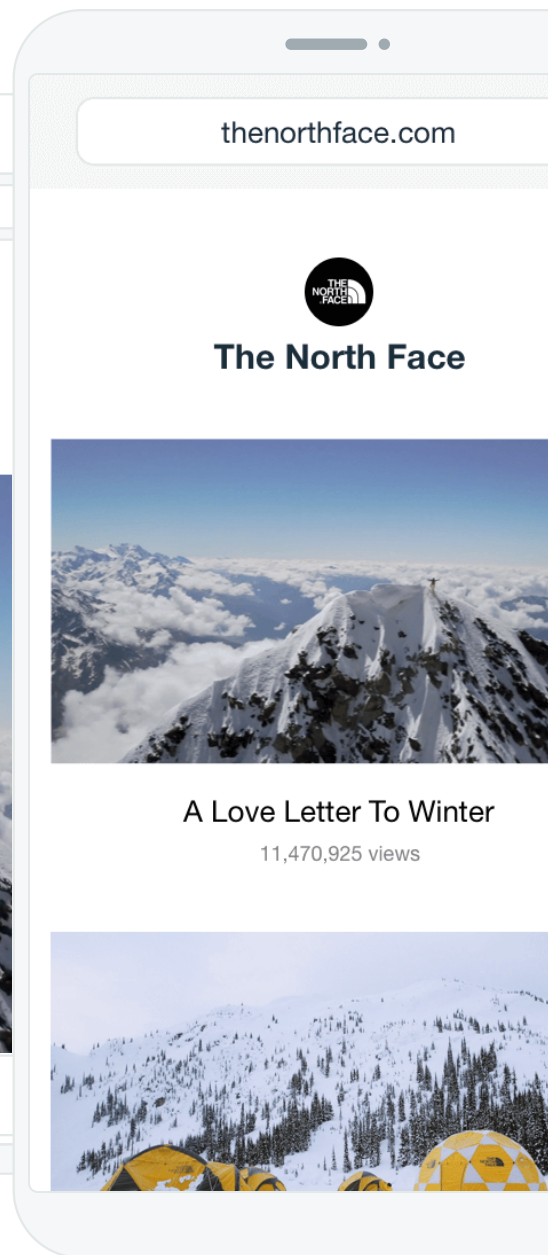 thenorthface.com
THE
NORTH
FACE
The North Face
A Love Letter To Winter
11,470,925 views